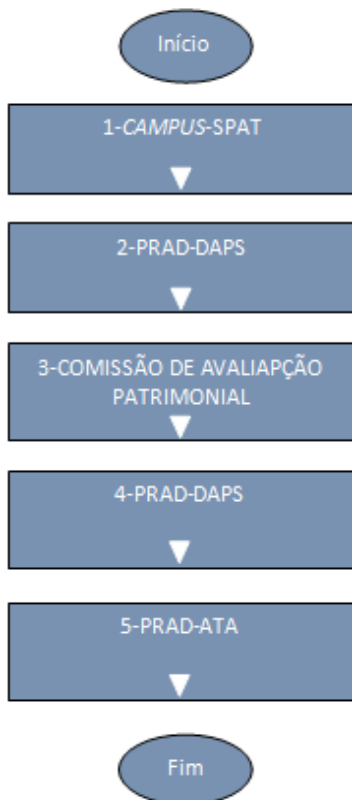 Início
1-CAMPUS-SPAT
2-PRAD-DAPS
3-COMISSÃO DE AVALIAPÇÃO
PATRIMONIAL
4-PRAD-DAPS
5-PRAD-ATA
Fim